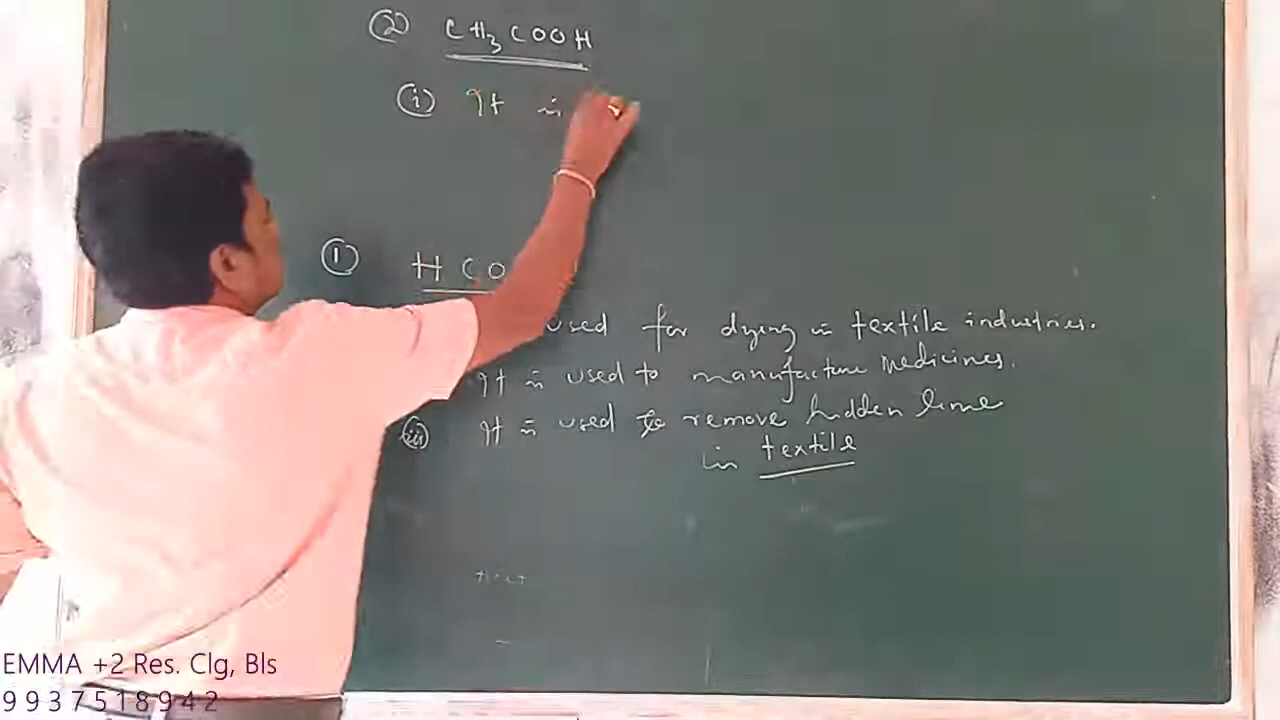 ② CH₃COOH
(i) It is
① HCO
used for dying in textile industries.
It is used to manufacture Medicines.
(iii) It is used to remove hidden lime
in textile
EMMA +2 Res. Clg, Bls
9937518942